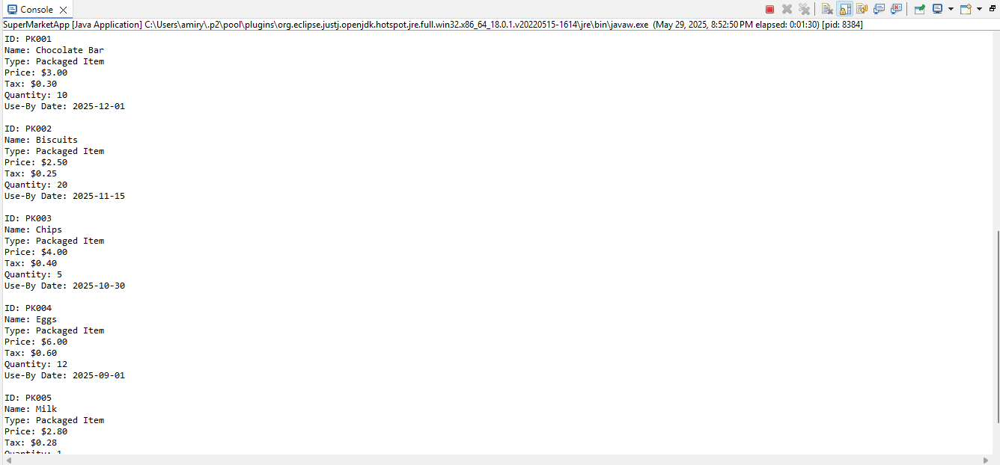 Console
SuperMarketApp [Java Application] C:\Users\amiry\.p2\pool\plugins\org.eclipse.justj.openjdk.hotspot.jre.full.win32.x86_64_18.0.1.v20220515-1614\jre\bin\javaw.exe (May 29, 2025, 8:52:50 PM elapsed: 0:01:30) [pid: 8384]
ID: PK001
Name: Chocolate Bar
Type: Packaged Item
Price: $3.00
Tax: $0.30
Quantity: 10
Use-By Date: 2025-12-01
ID: PK002
Name: Biscuits
Type: Packaged Item
Price: $2.50
Tax: $0.25
Quantity: 20
Use-By Date: 2025-11-15
ID: PK003
Name: Chips
Type: Packaged Item
Price: $4.00
Tax: $0.40
Quantity: 5
Use-By Date: 2025-10-30
ID: PK004
Name: Eggs
Type: Packaged Item
Price: $6.00
Tax: $0.60
Quantity: 12
Use-By Date: 2025-09-01
ID: PK005
Name: Milk
Type: Packaged Item
Price: $2.80
Tax: $0.28
Quantity: